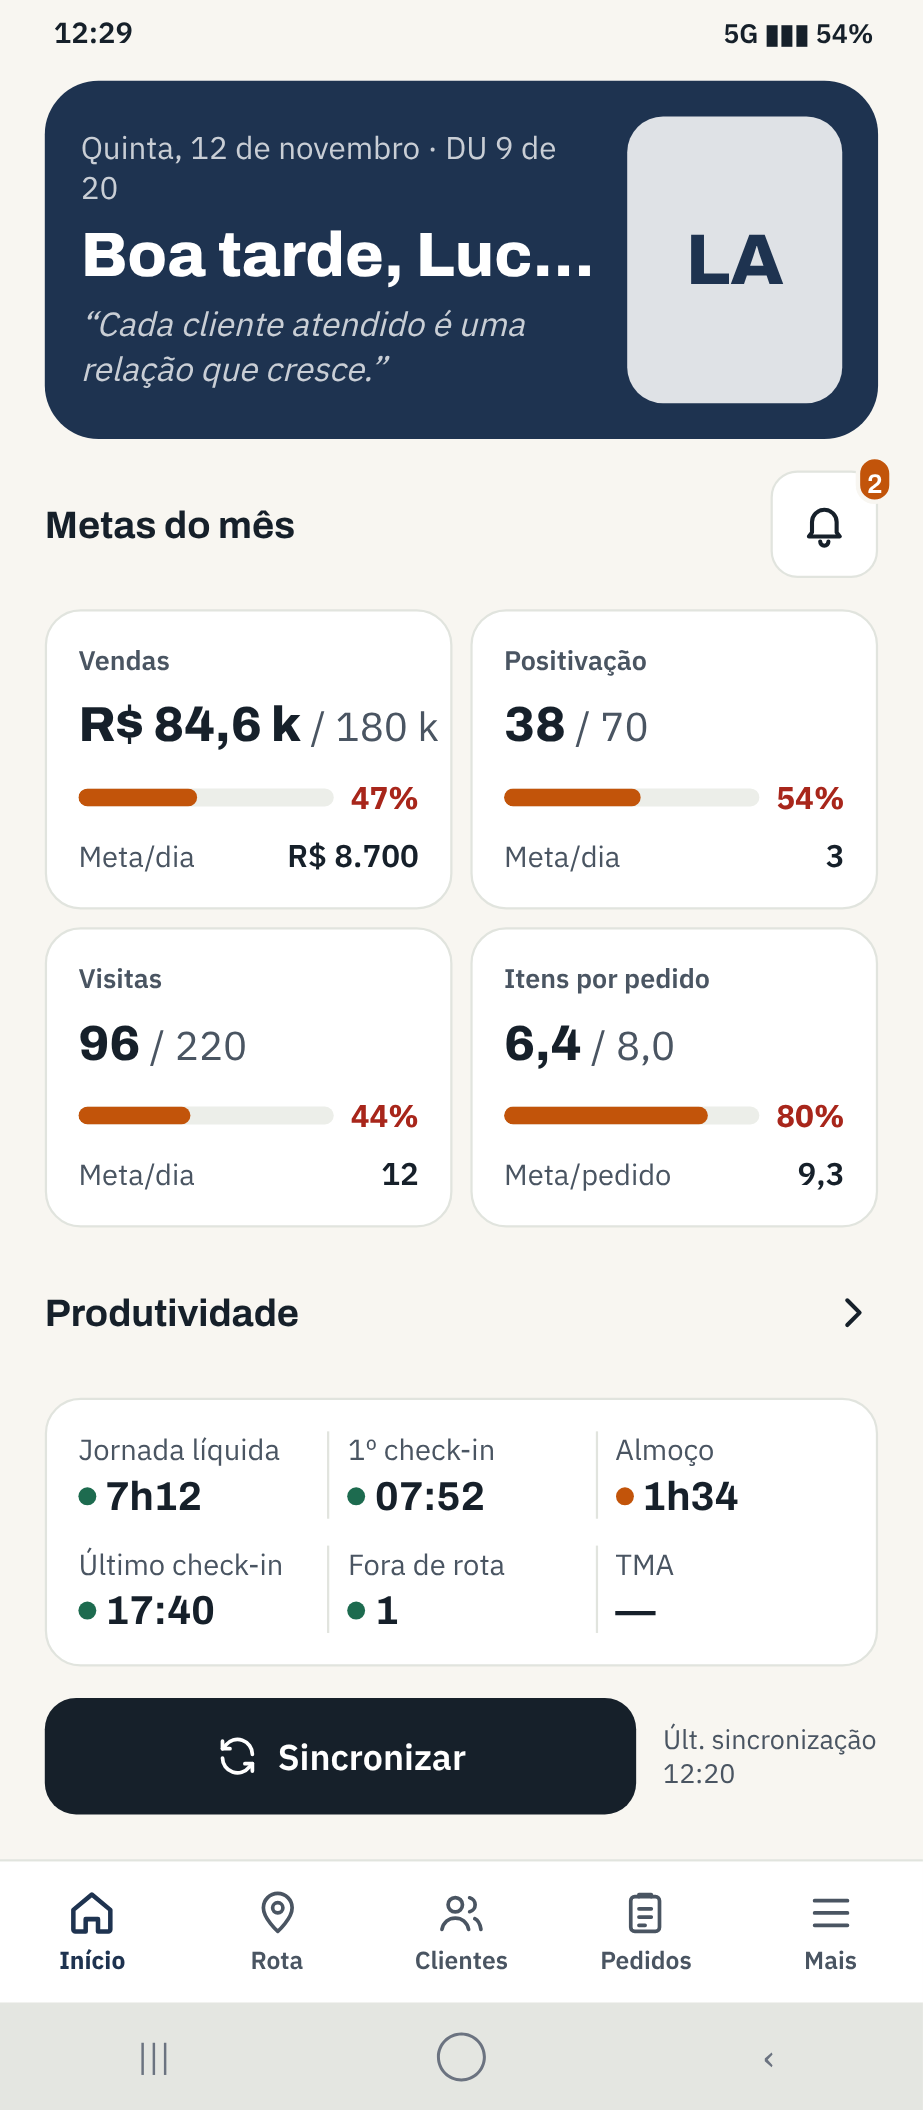 12:29
5G 54%
Quinta, 12 de novembro · DU 9 de
20
Boa tarde, Luc...
“Cada cliente atendido é uma
relação que cresce.”
LA
Metas do mês
2
Vendas
R$ 84,6 k / 180 k
47%
Meta/dia R$ 8.700
Positivação
38 / 70
54%
Meta/dia 3
Visitas
96 / 220
44%
Meta/dia 12
Itens por pedido
6,4 / 8,0
80%
Meta/pedido 9,3
Produtividade
Jornada líquida
7h12
1º check-in
07:52
Almoço
1h34
Último check-in
17:40
Fora de rota
1
TMA
—
Sincronizar
Últ. sincronização
12:20
Início
Rota
Clientes
Pedidos
Mais